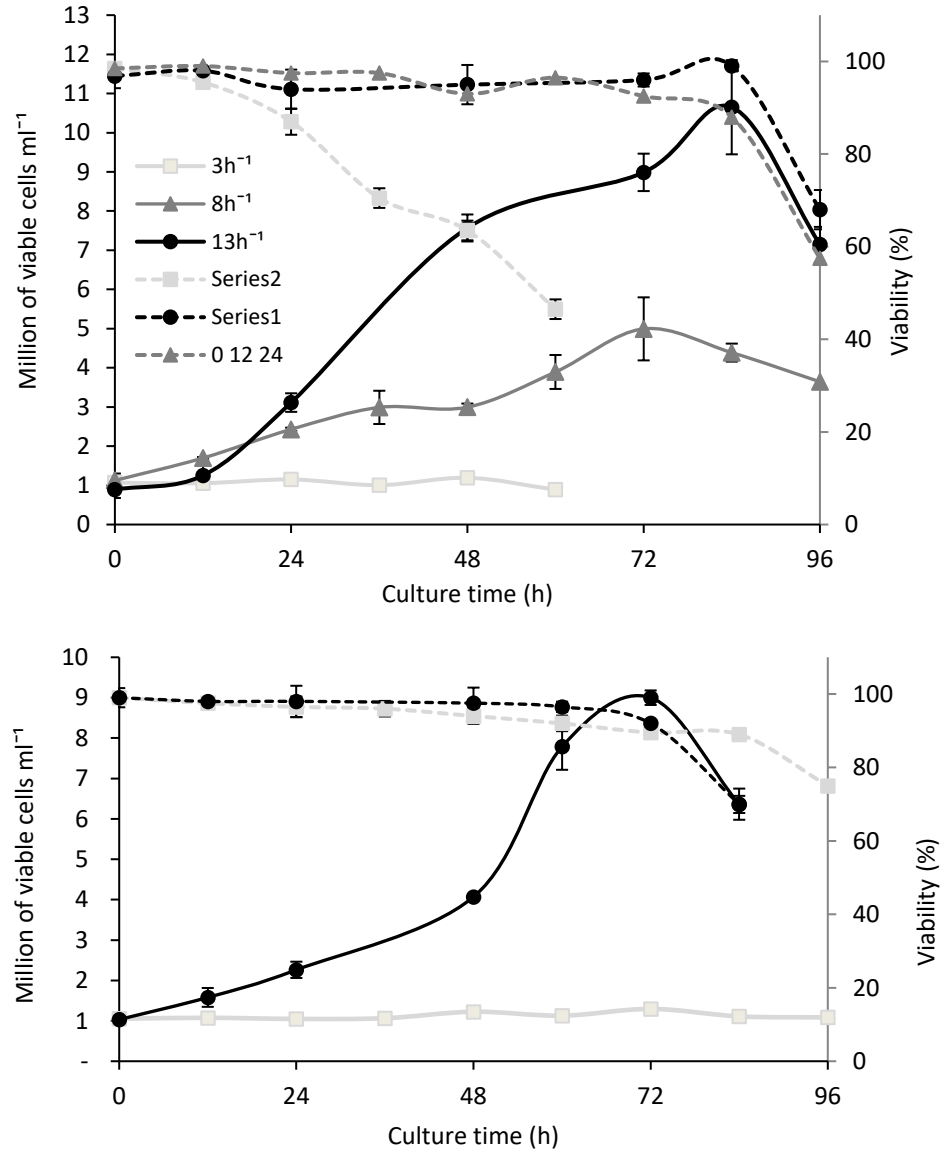 13
12
11
10
9
8
7
6
5
4
3
2
1
0
Million of viable cells ml⁻¹
3h⁻¹
8h⁻¹
13h⁻¹
Series2
Series1
0 12 24
100
80
60
40
20
0
Viability (%)
0 24 48 72 96
Culture time (h)
10
9
8
7
6
5
4
3
2
1
-
Million of viable cells ml⁻¹
100
80
60
40
20
0
Viability (%)
0 24 48 72 96
Culture time (h)